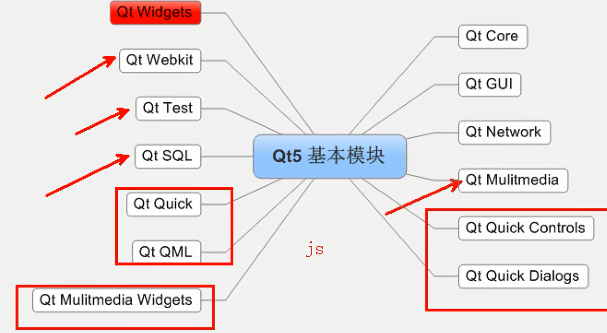 Qt Widgets
Qt Webkit
Qt Test
Qt SQL
Qt Quick
Qt QML
Qt Mulitmedia Widgets
Qt5 基本模块
js
Qt Core
Qt GUI
Qt Network
Qt Mulitmedia
Qt Quick Controls
Qt Quick Dialogs